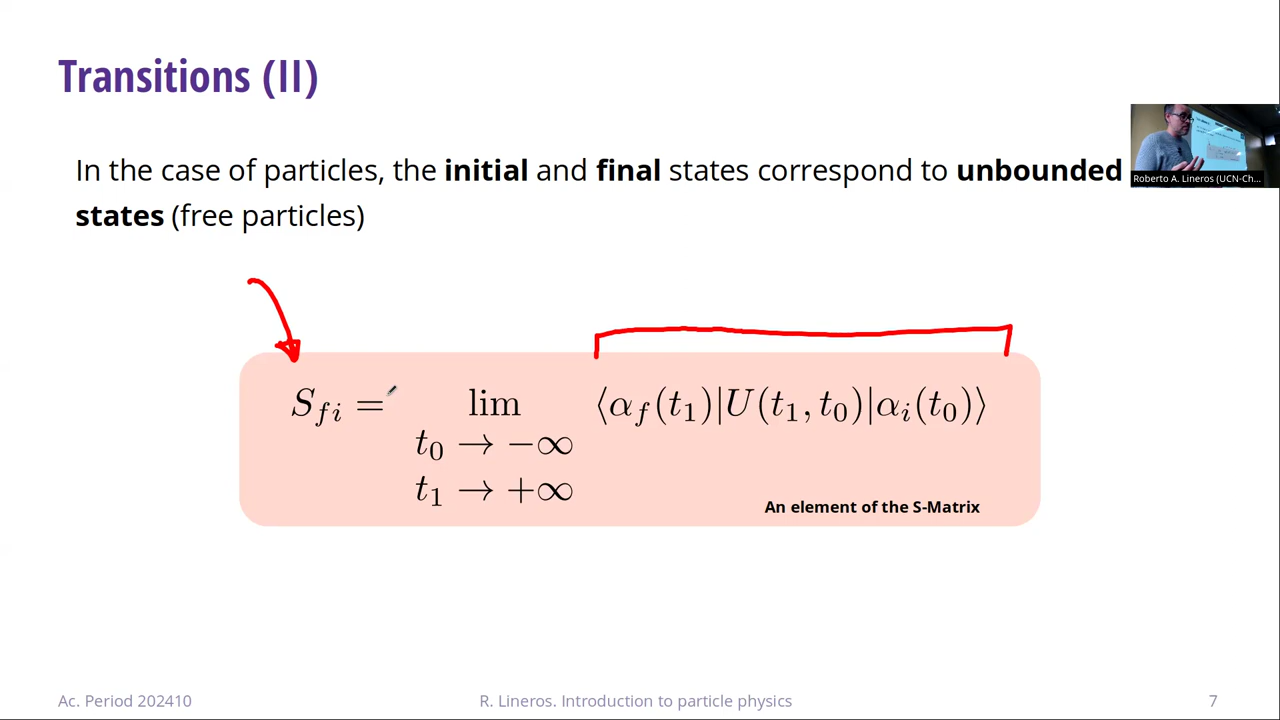 Transitions (II)
In the case of particles, the initial and final states correspond to unbounded
states (free particles)
Roberto A. Lineros (UCN-Ch...
S_{fi} = lim ⟨α_f(t_1)|U(t_1, t_0)|α_i(t_0)⟩
t_0 → −∞
t_1 → +∞
An element of the S-Matrix
Ac. Period 202410
R. Lineros. Introduction to particle physics
7